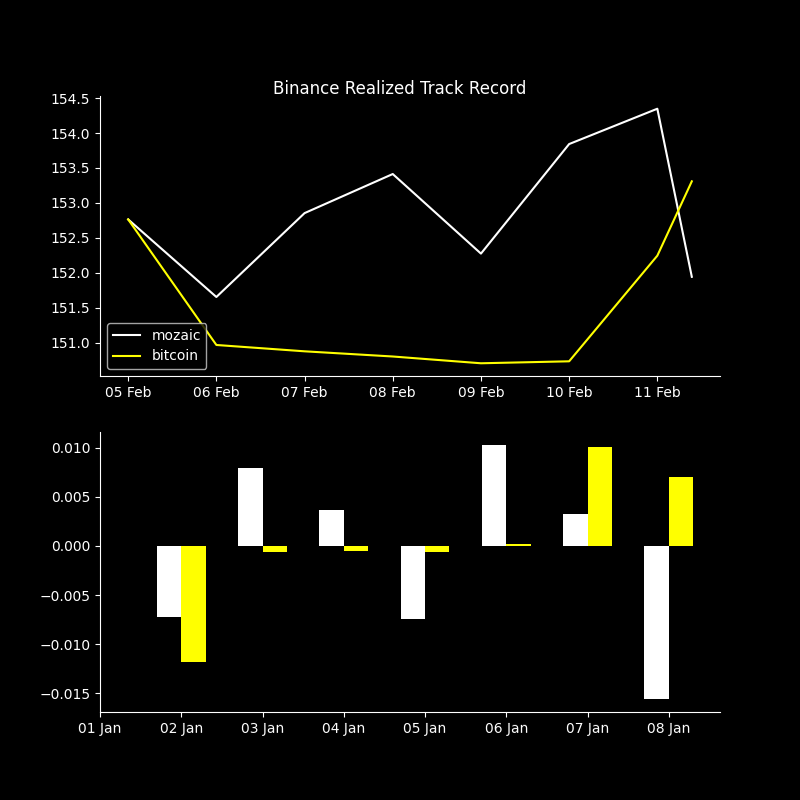 Binance Realized Track Record
154.5
154.0
153.5
153.0
152.5
152.0
151.5
151.0
mozaic
bitcoin
05 Feb 06 Feb 07 Feb 08 Feb 09 Feb 10 Feb 11 Feb
0.010
0.005
0.000
−0.005
−0.010
−0.015
01 Jan 02 Jan 03 Jan 04 Jan 05 Jan 06 Jan 07 Jan 08 Jan